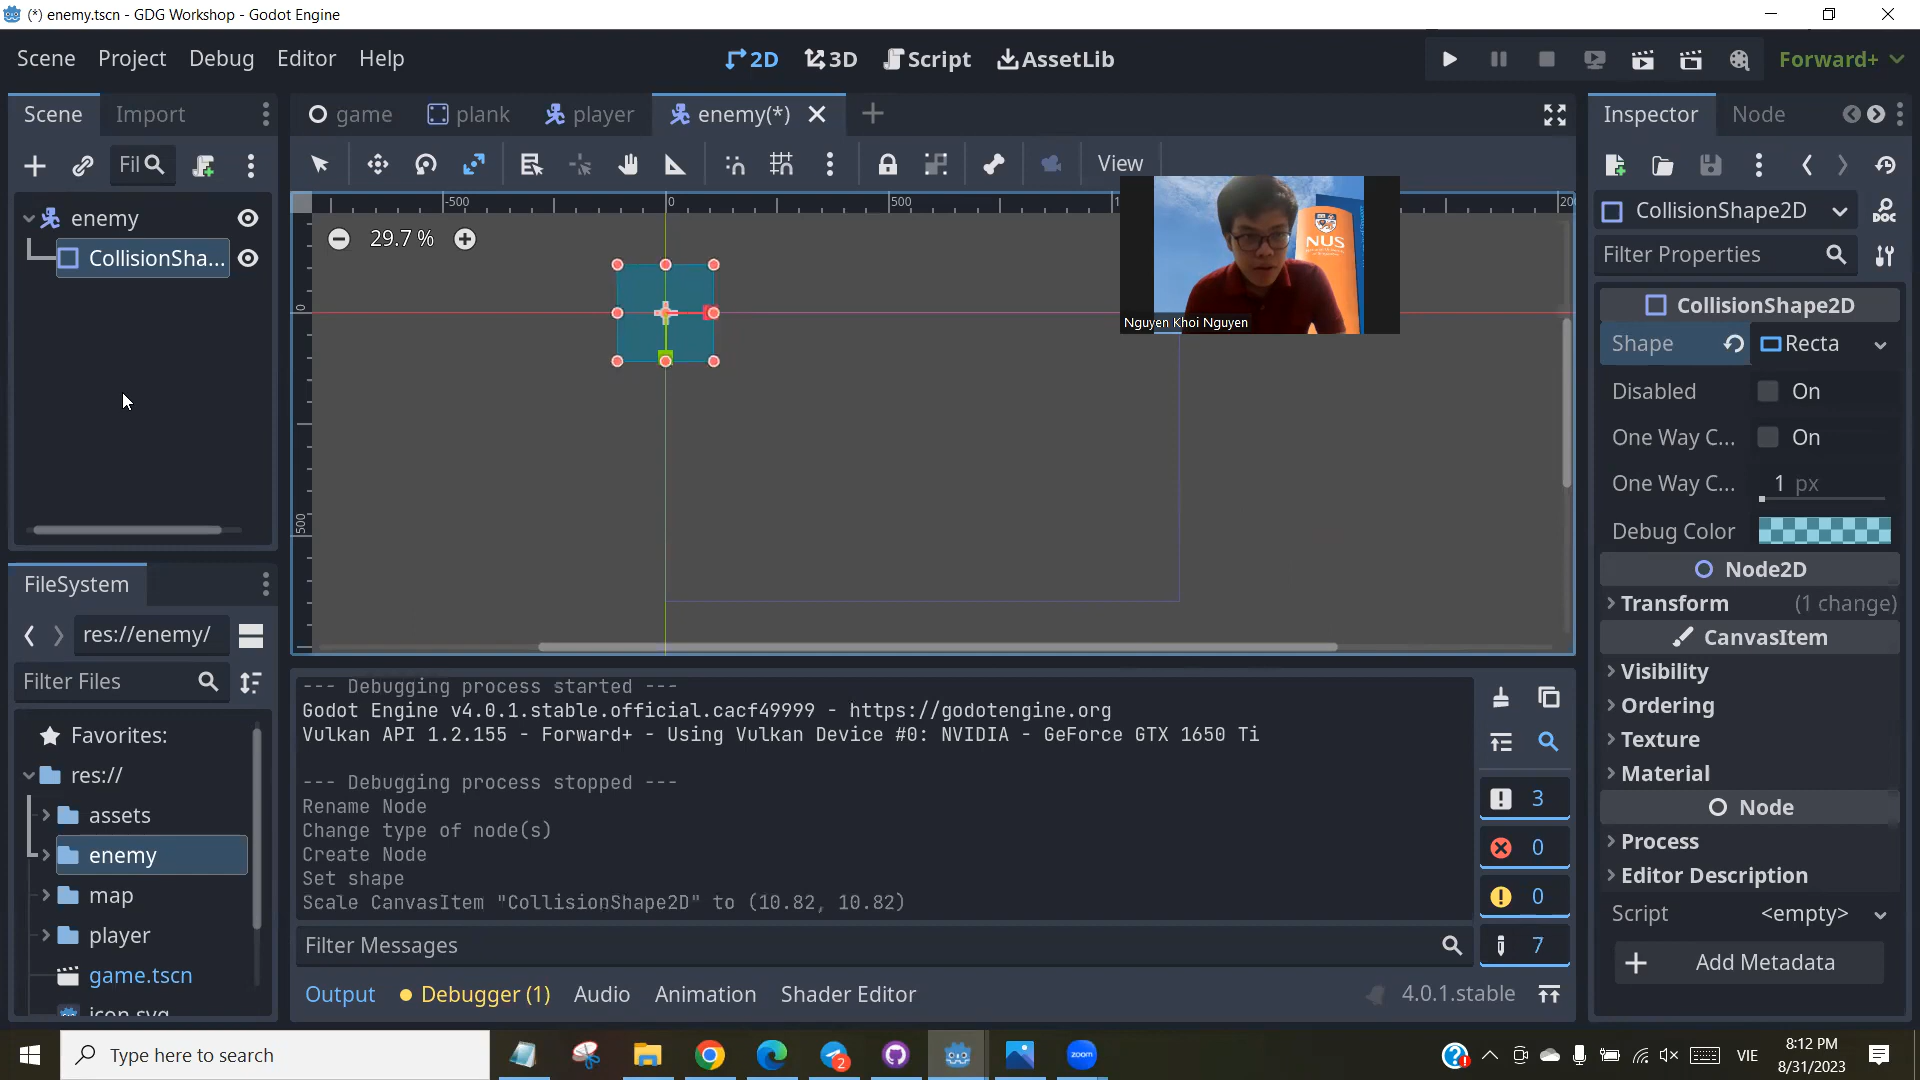 (*) enemy.tscn - GDG Workshop - Godot Engine
Scene Project Debug Editor Help
2D 3D Script AssetLib
Forward+
Scene Import
game plank player enemy(*)
Inspector Node
Fil
View
CollisionShape2D
DOC
Filter Properties
enemy
CollisionSha...
-500 0 500
29.7 %
0
500
NUS
Nguyen Khoi Nguyen
CollisionShape2D
Shape Recta
Disabled On
One Way C... On
One Way C... 1 px
Debug Color
Node2D
Transform (1 change)
CanvasItem
Visibility
Ordering
Texture
Material
Node
Process
Editor Description
Script <empty>
Add Metadata
FileSystem
res://enemy/
Filter Files
Favorites:
res://
assets
enemy
map
player
game.tscn
icon.svg
--- Debugging process started ---
Godot Engine v4.0.1.stable.official.cacf49999 - https://godotengine.org
Vulkan API 1.2.155 - Forward+ - Using Vulkan Device #0: NVIDIA - GeForce GTX 1650 Ti
--- Debugging process stopped ---
Rename Node
Change type of node(s)
Create Node
Set shape
Scale CanvasItem "CollisionShape2D" to (10.82, 10.82)
3
0
0
7
Filter Messages
Output Debugger (1) Audio Animation Shader Editor
4.0.1.stable
Type here to search
2
zoom
VIE
8:12 PM
8/31/2023